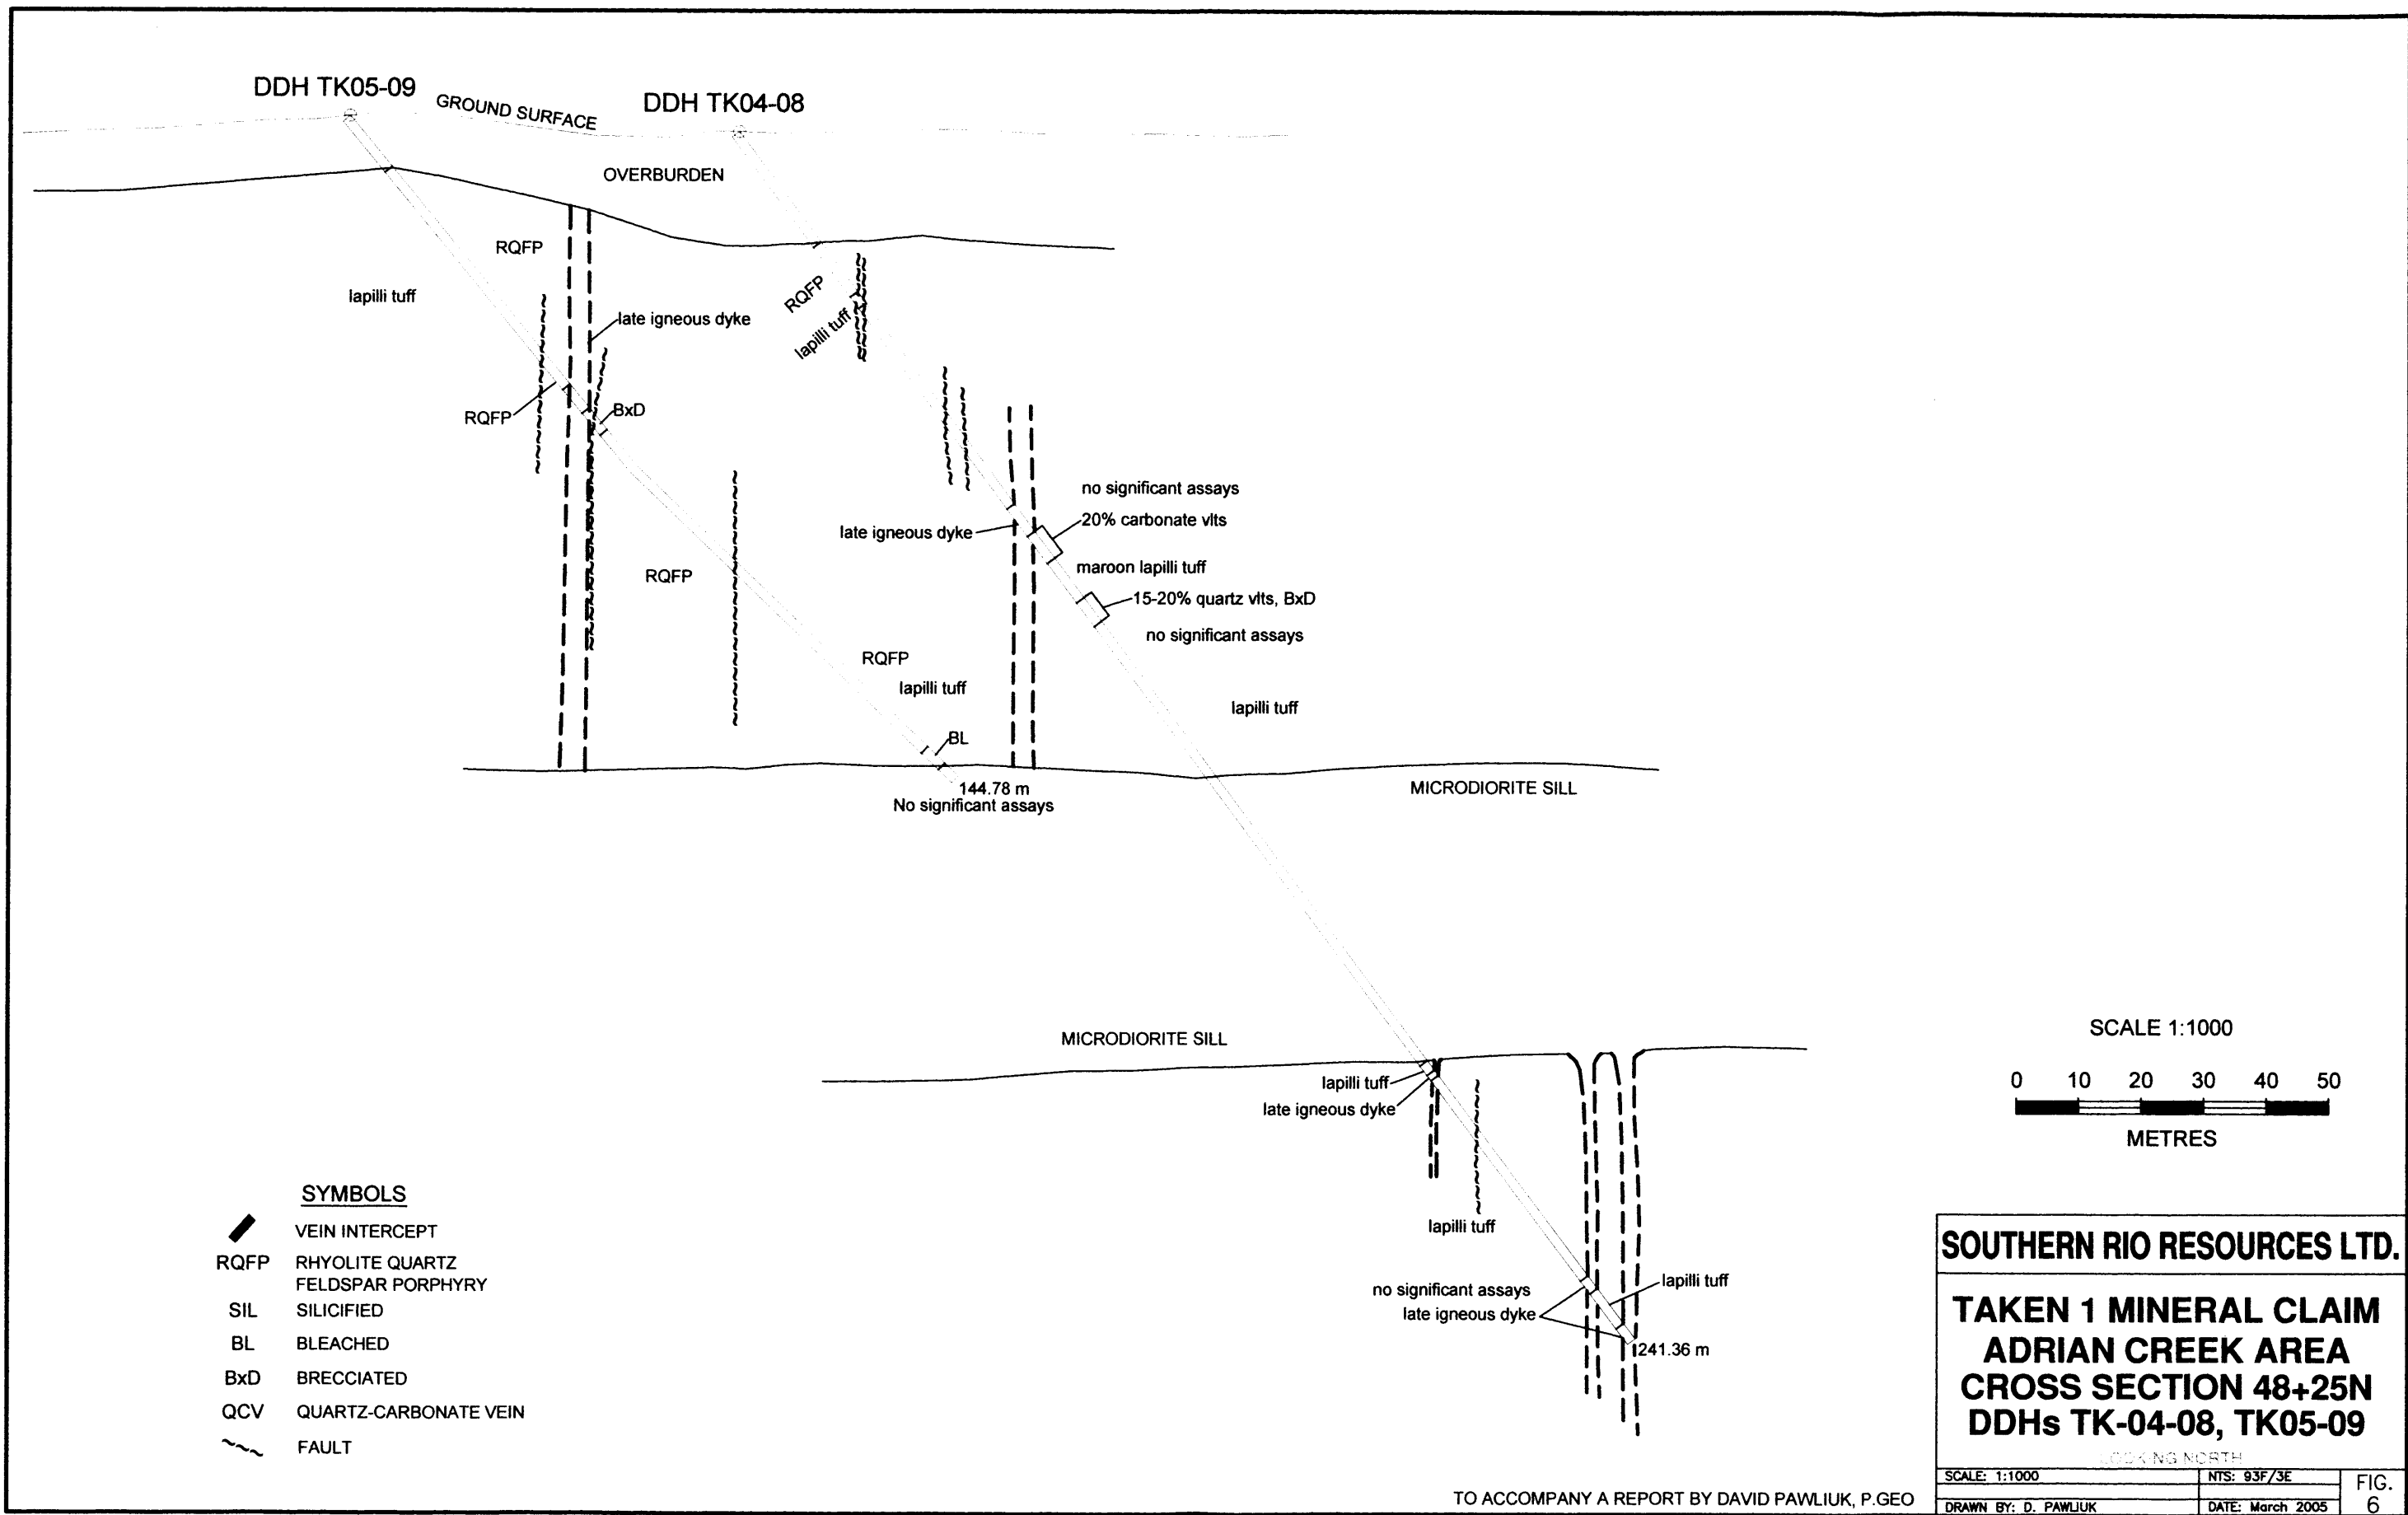 DDH TK05-09
GROUND SURFACE
DDH TK04-08
OVERBURDEN
RQFP
lapilli tuff
RQFP
lapilli tuff
late igneous dyke
RQFP
BxD
no significant assays
20% carbonate vlts
late igneous dyke
maroon lapilli tuff
RQFP
15-20% quartz vlts, BxD
no significant assays
RQFP
lapilli tuff
lapilli tuff
BL
144.78 m
No significant assays
MICRODIORITE SILL
MICRODIORITE SILL
lapilli tuff
late igneous dyke
lapilli tuff
no significant assays
late igneous dyke
lapilli tuff
241.36 m
SCALE 1:1000
0 10 20 30 40 50
METRES
SYMBOLS
VEIN INTERCEPT
RQFP RHYOLITE QUARTZ
FELDSPAR PORPHYRY
SIL SILICIFIED
BL BLEACHED
BxD BRECCIATED
QCV QUARTZ-CARBONATE VEIN
FAULT
TO ACCOMPANY A REPORT BY DAVID PAWLIUK, P.GEO
SOUTHERN RIO RESOURCES LTD.
TAKEN 1 MINERAL CLAIM
ADRIAN CREEK AREA
CROSS SECTION 48+25N
DDHs TK-04-08, TK05-09
LOOKING NORTH
SCALE: 1:1000
NTS: 93F/3E
DRAWN BY: D. PAWLIUK
DATE: March 2005
FIG.
6